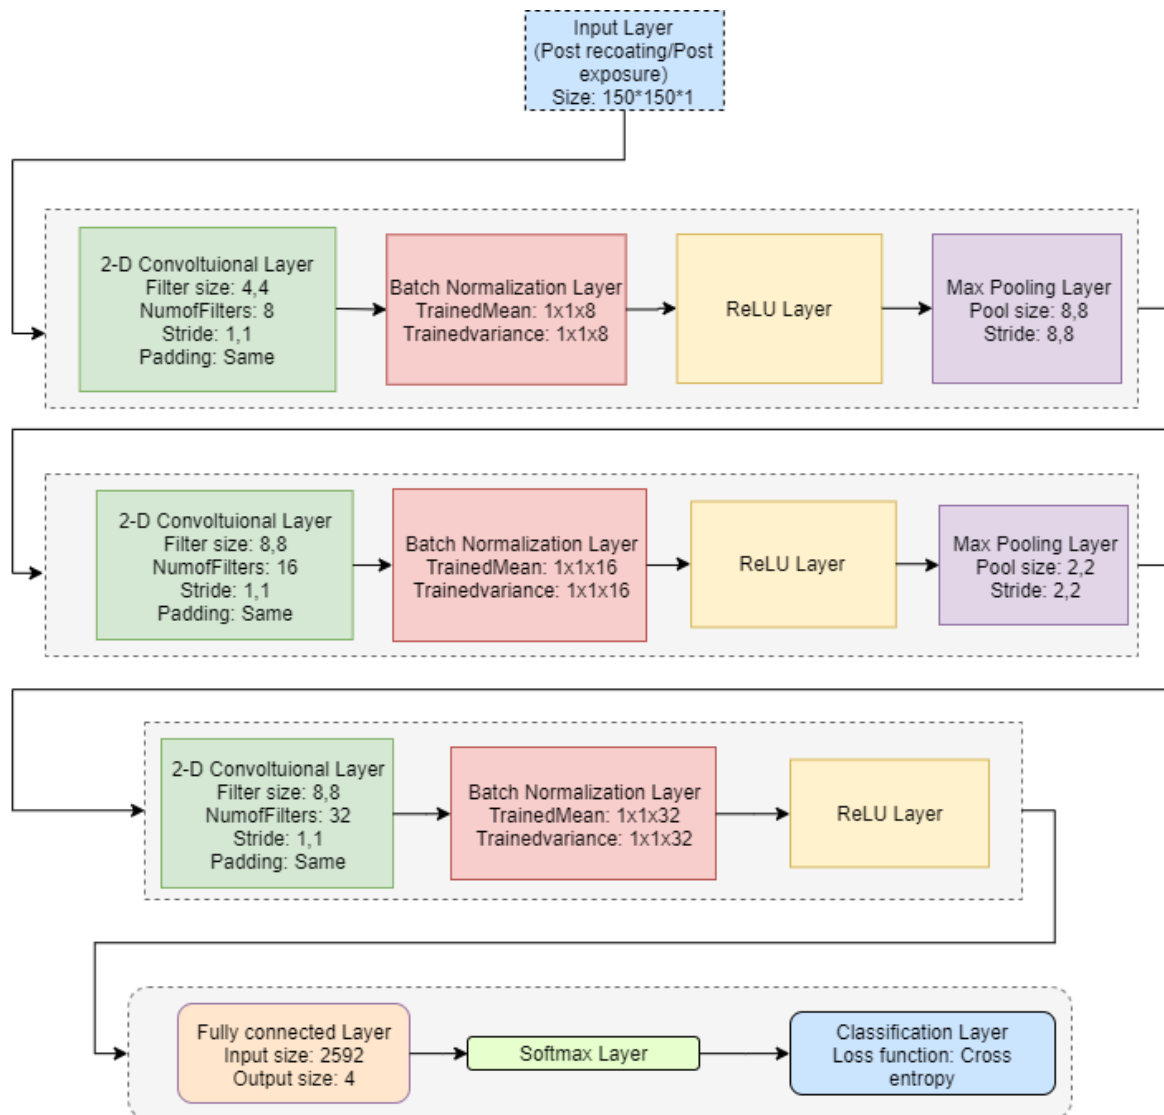 Input Layer
(Post recoating/Post
exposure)
Size: 150*150*1
2-D Convoltuional Layer
Filter size: 4,4
NumofFilters: 8
Stride: 1,1
Padding: Same
Batch Normalization Layer
TrainedMean: 1x1x8
Trainedvariance: 1x1x8
ReLU Layer
Max Pooling Layer
Pool size: 8,8
Stride: 8,8
2-D Convoltuional Layer
Filter size: 8,8
NumofFilters: 16
Stride: 1,1
Padding: Same
Batch Normalization Layer
TrainedMean: 1x1x16
Trainedvariance: 1x1x16
ReLU Layer
Max Pooling Layer
Pool size: 2,2
Stride: 2,2
2-D Convoltuional Layer
Filter size: 8,8
NumofFilters: 32
Stride: 1,1
Padding: Same
Batch Normalization Layer
TrainedMean: 1x1x32
Trainedvariance: 1x1x32
ReLU Layer
Fully connected Layer
Input size: 2592
Output size: 4
Softmax Layer
Classification Layer
Loss function: Cross
entropy